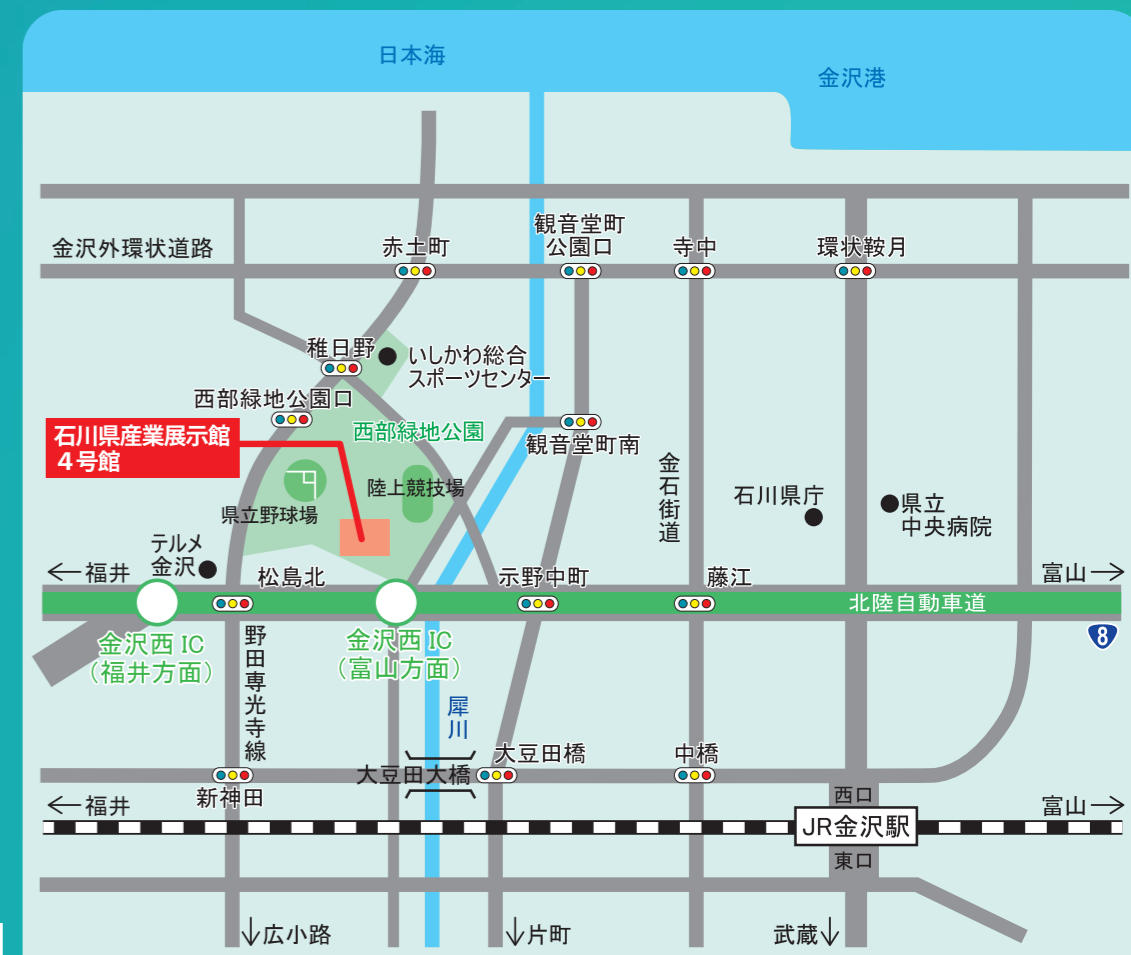 日本海
金沢港
金沢外環状道路
赤土町
観音堂町
公園口
寺中
環状鞍月
稚日野
いしかわ総合
スポーツセンター
西部緑地公園口
石川県産業展示館
4号館
西部緑地公園
観音堂町南
陸上競技場
県立野球場
金石街道
石川県庁
県立
中央病院
テルメ
金沢
←福井
松島北
示野中町
藤江
富山→
北陸自動車道
8
金沢西IC
(福井方面)
金沢西IC
(富山方面)
野田専光寺線
犀川
大豆田大橋
大豆田橋
中橋
新神田
←福井
西口
富山→
JR金沢駅
東口
↓広小路
↓片町
武蔵↓